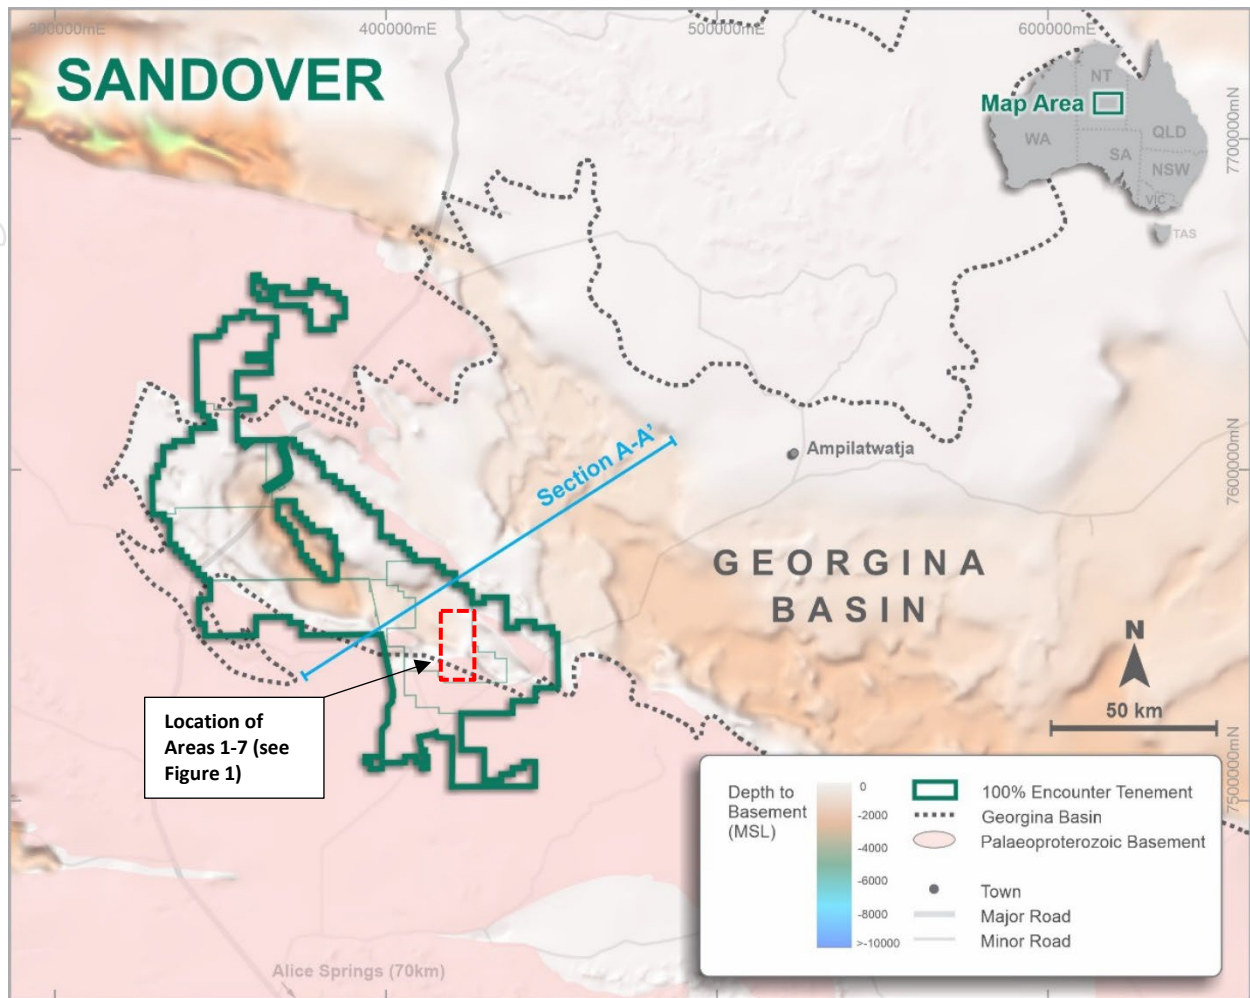 300000mE
400000mE
500000mE
600000mE
SANDOVER
NT
Map Area
WA
QLD
SA
NSW
VIC
TAS
7700000mN
Section A-A'
Ampilatwatja
7600000mN
GEORGINA
BASIN
N
50 km
Location of
Areas 1-7 (see
Figure 1)
7500000mN
Depth to
Basement
(MSL)
0
-2000
-4000
-6000
-8000
>-10000
100% Encounter Tenement
Georgina Basin
Palaeoproterozoic Basement
Town
Major Road
Minor Road
Alice Springs (70km)